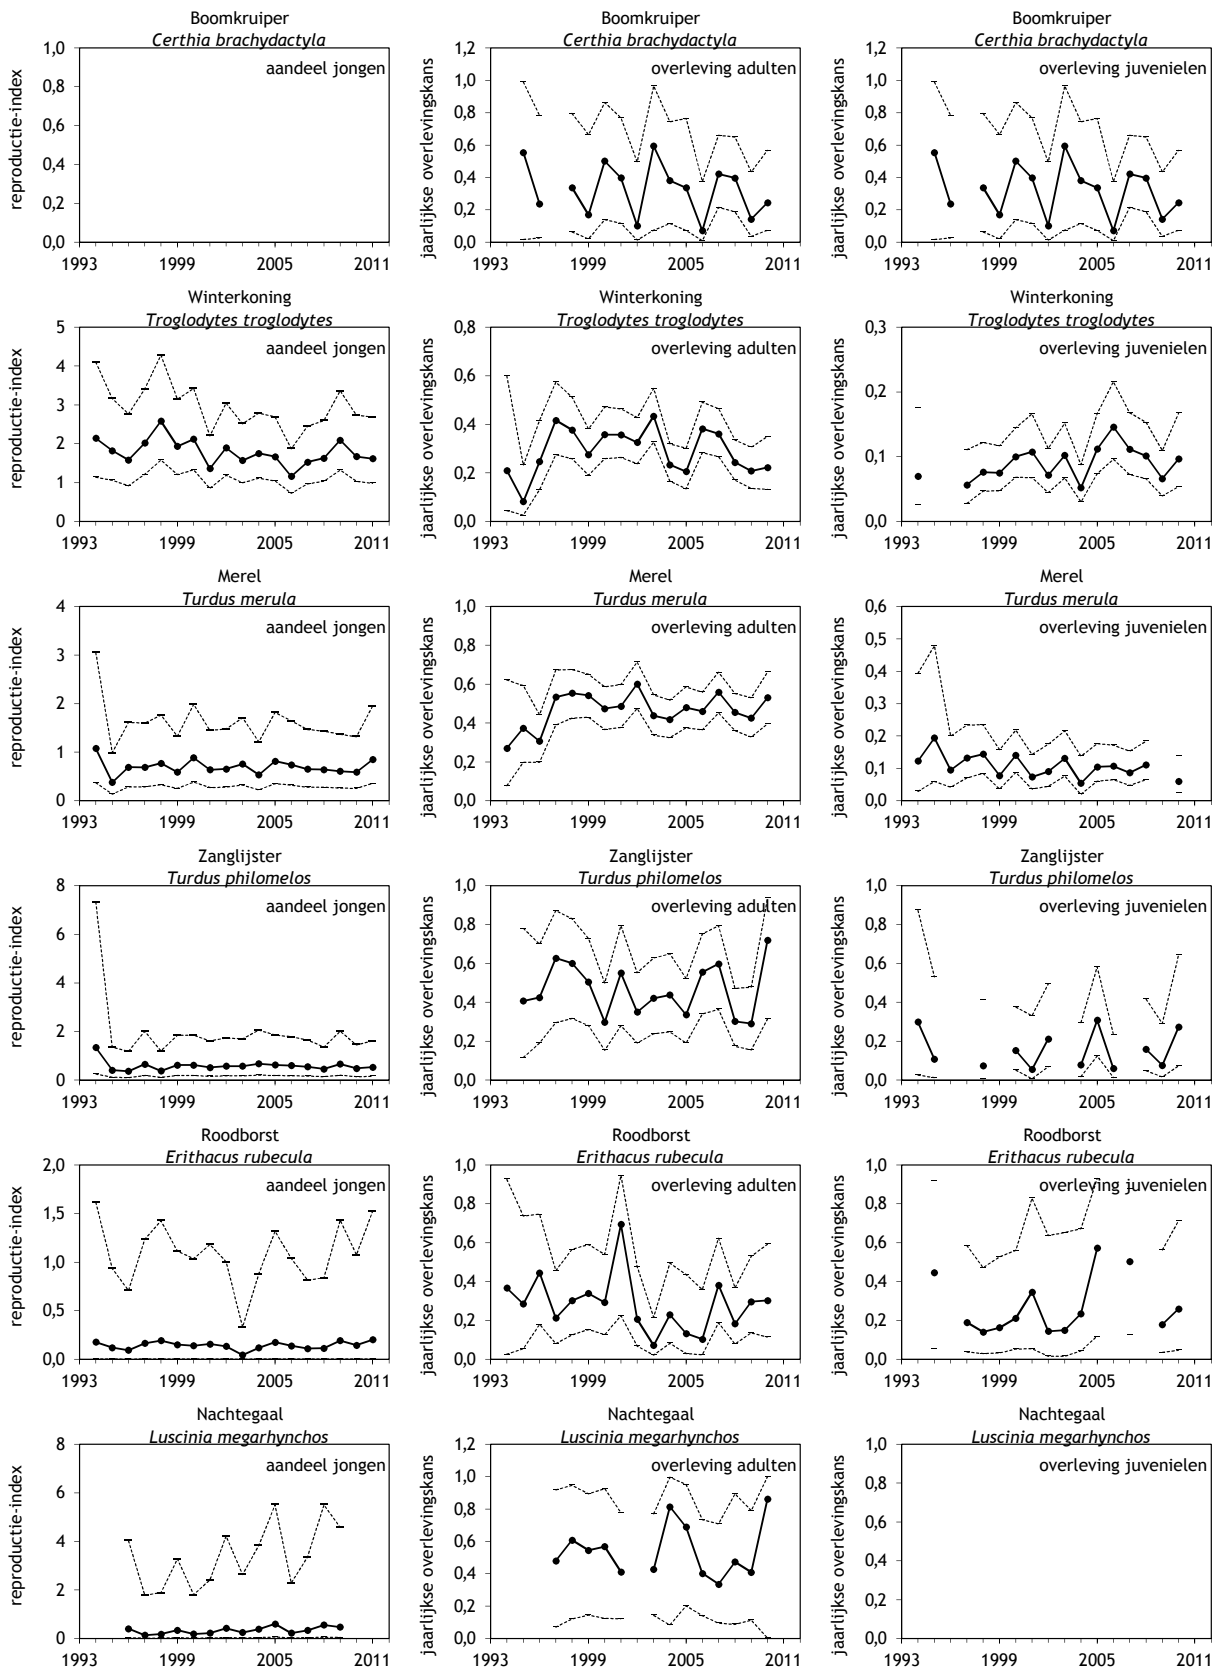 Boomkruiper
Certhia brachydactyla
aandeel jongen
reproductie-index
1,0
0,8
0,6
0,4
0,2
0,0
1993 1999 2005 2011
Boomkruiper
Certhia brachydactyla
overleving adulten
jaarlijkse overlevingskans
1,2
1,0
0,8
0,6
0,4
0,2
0,0
1993 1999 2005 2011
Boomkruiper
Certhia brachydactyla
overleving juvenielen
jaarlijkse overlevingskans
1,2
1,0
0,8
0,6
0,4
0,2
0,0
1993 1999 2005 2011
Winterkoning
Troglodytes troglodytes
aandeel jongen
reproductie-index
5
4
3
2
1
0
1993 1999 2005 2011
Winterkoning
Troglodytes troglodytes
overleving adulten
jaarlijkse overlevingskans
0,8
0,6
0,4
0,2
0,0
1993 1999 2005 2011
Winterkoning
Troglodytes troglodytes
overleving juvenielen
jaarlijkse overlevingskans
0,3
0,2
0,1
0,0
1993 1999 2005 2011
Merel
Turdus merula
aandeel jongen
reproductie-index
4
3
2
1
0
1993 1999 2005 2011
Merel
Turdus merula
overleving adulten
jaarlijkse overlevingskans
1,0
0,8
0,6
0,4
0,2
0,0
1993 1999 2005 2011
Merel
Turdus merula
overleving juvenielen
jaarlijkse overlevingskans
0,6
0,5
0,4
0,3
0,2
0,1
0,0
1993 1999 2005 2011
Zanglijster
Turdus philomelos
aandeel jongen
reproductie-index
8
6
4
2
0
1993 1999 2005 2011
Zanglijster
Turdus philomelos
overleving adulten
jaarlijkse overlevingskans
1,0
0,8
0,6
0,4
0,2
0,0
1993 1999 2005 2011
Zanglijster
Turdus philomelos
overleving juvenielen
jaarlijkse overlevingskans
1,0
0,8
0,6
0,4
0,2
0,0
1993 1999 2005 2011
Roodborst
Erithacus rubecula
aandeel jongen
reproductie-index
2,0
1,5
1,0
0,5
0,0
1993 1999 2005 2011
Roodborst
Erithacus rubecula
overleving adulten
jaarlijkse overlevingskans
1,0
0,8
0,6
0,4
0,2
0,0
1993 1999 2005 2011
Roodborst
Erithacus rubecula
overleving juvenielen
jaarlijkse overlevingskans
1,0
0,8
0,6
0,4
0,2
0,0
1993 1999 2005 2011
Nachtegaal
Luscinia megarhynchos
aandeel jongen
reproductie-index
8
6
4
2
0
1993 1999 2005 2011
Nachtegaal
Luscinia megarhynchos
overleving adulten
jaarlijkse overlevingskans
1,2
1,0
0,8
0,6
0,4
0,2
0,0
1993 1999 2005 2011
Nachtegaal
Luscinia megarhynchos
overleving juvenielen
jaarlijkse overlevingskans
1,0
0,8
0,6
0,4
0,2
0,0
1993 1999 2005 2011